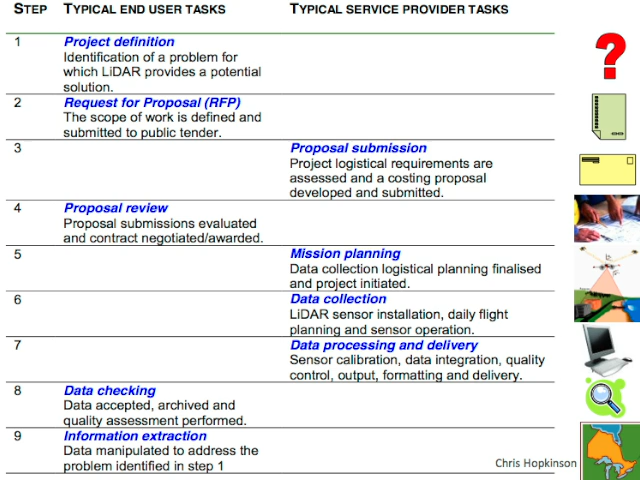 STEP TYPICAL END USER TASKS TYPICAL SERVICE PROVIDER TASKS
1 Project definition
Identification of a problem for
which LiDAR provides a potential
solution.
2 Request for Proposal (RFP)
The scope of work is defined and
submitted to public tender.
3 Proposal submission
Project logistical requirements are
assessed and a costing proposal
developed and submitted.
4 Proposal review
Proposal submissions evaluated
and contract negotiated/awarded.
5 Mission planning
Data collection logistical planning finalised
and project initiated.
6 Data collection
LiDAR sensor installation, daily flight
planning and sensor operation.
7 Data processing and delivery
Sensor calibration, data integration, quality
control, output, formatting and delivery.
8 Data checking
Data accepted, archived and
quality assessment performed.
9 Information extraction
Data manipulated to address the
problem identified in step 1
Chris Hopkinson